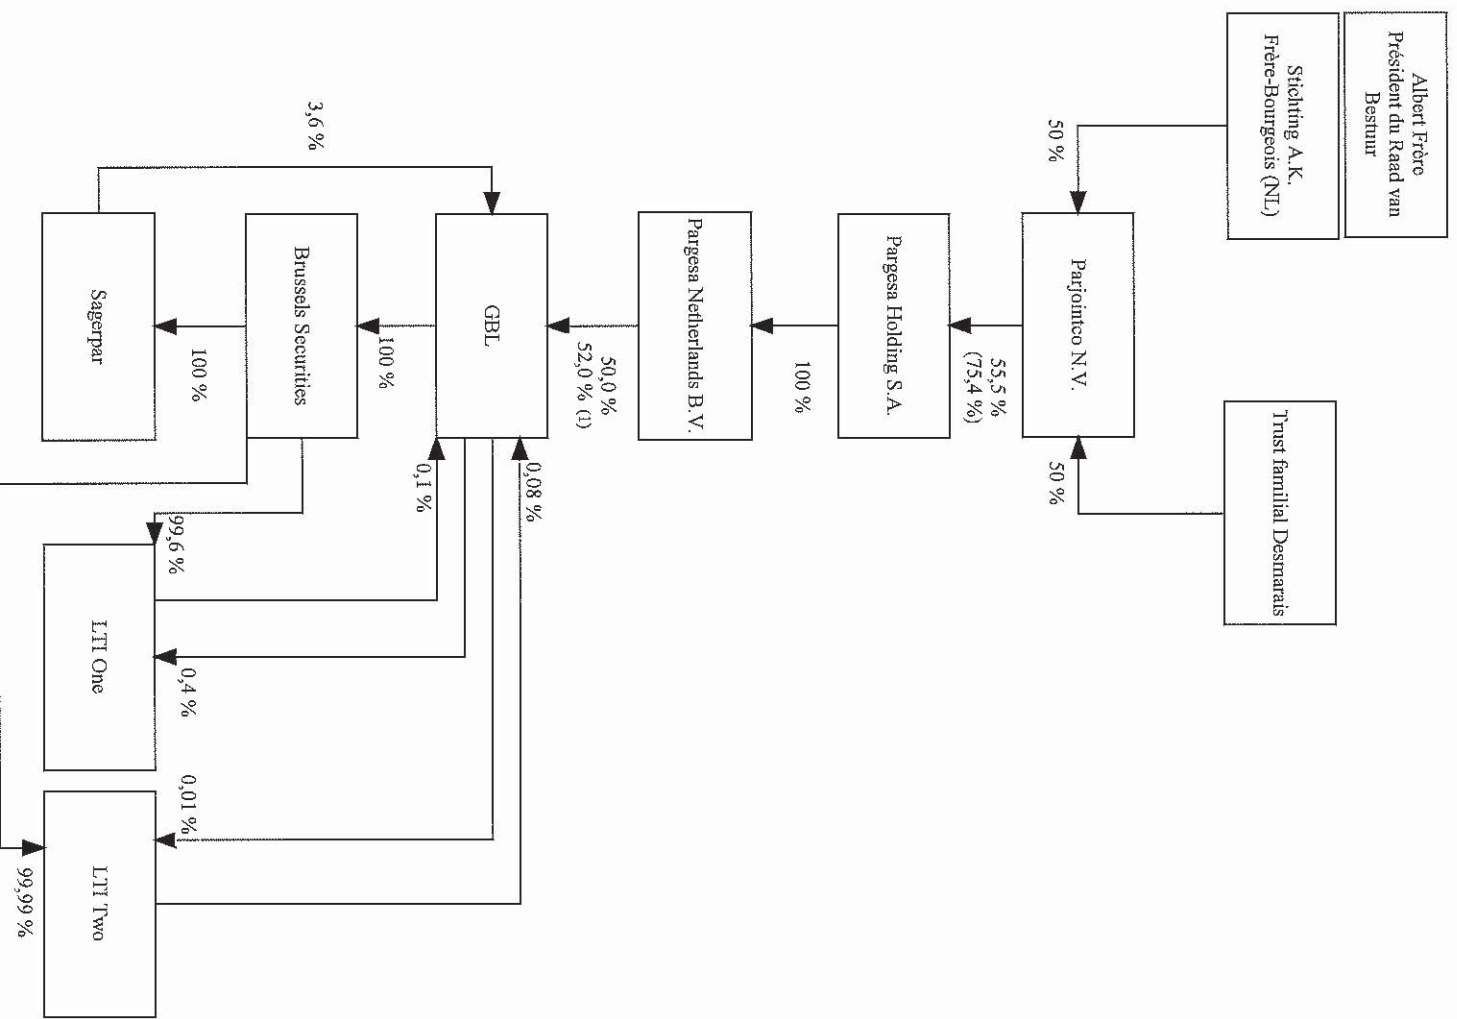 Albert Frère
Président du Raad van
Bestuur
Stichting A.K.
Frère-Bourgeois (NL)
Trust familial Desmarais
50 %
50 %
Parjointco N.V.
55,5 %
(75,4 %)
Pargesa Holding S.A.
100 %
Pargesa Netherlands B.V.
50,0 %
52,0 % (1)
0,08 %
GBL
0,1 %
3,6 %
100 %
Brussels Securities
100 %
99,6 %
0,4 %
0,01 %
Sagerpar
LTI One
LTI Two
99,99 %